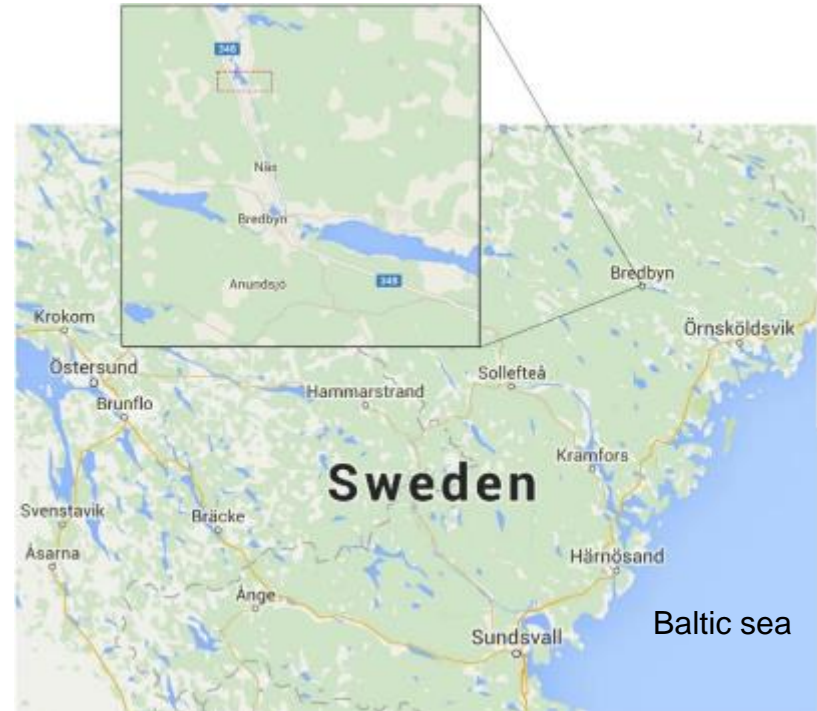 348
Näs
Bredbyn
Anundsjö
348
Bredbyn
Krokom
Örnsköldsvik
Östersund
Hammarstrand
Sollefteå
Brunflo
Kramfors
Sweden
Svenstavik
Bräcke
Åsarna
Härnösand
Ånge
Baltic sea
Sundsvall